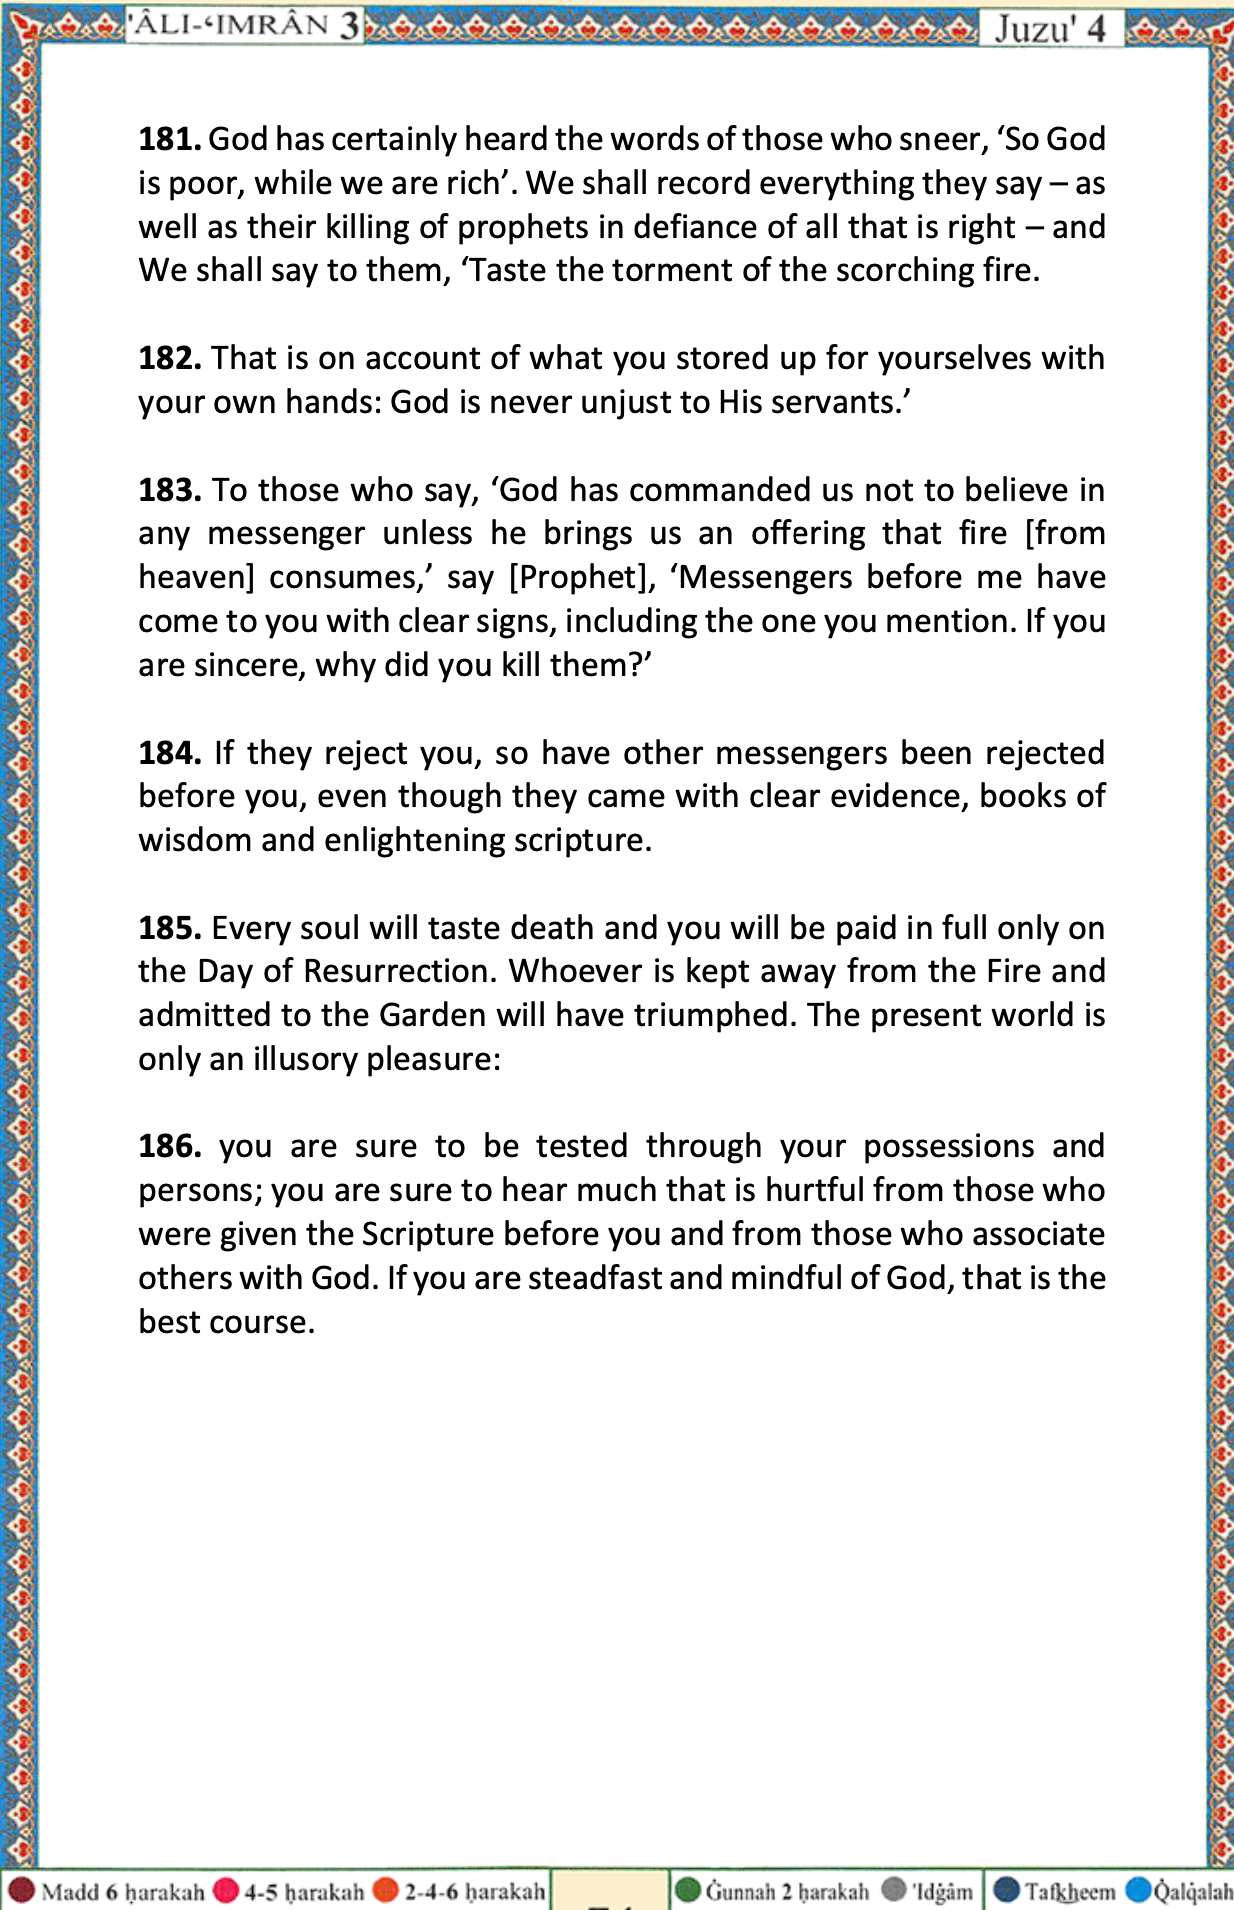 'ÂLI-‘IMRÂN 3
Juzu' 4
181. God has certainly heard the words of those who sneer, ‘So God
is poor, while we are rich’. We shall record everything they say – as
well as their killing of prophets in defiance of all that is right – and
We shall say to them, ‘Taste the torment of the scorching fire.
182. That is on account of what you stored up for yourselves with
your own hands: God is never unjust to His servants.’
183. To those who say, ‘God has commanded us not to believe in
any messenger unless he brings us an offering that fire [from
heaven] consumes,’ say [Prophet], ‘Messengers before me have
come to you with clear signs, including the one you mention. If you
are sincere, why did you kill them?’
184. If they reject you, so have other messengers been rejected
before you, even though they came with clear evidence, books of
wisdom and enlightening scripture.
185. Every soul will taste death and you will be paid in full only on
the Day of Resurrection. Whoever is kept away from the Fire and
admitted to the Garden will have triumphed. The present world is
only an illusory pleasure:
186. you are sure to be tested through your possessions and
persons; you are sure to hear much that is hurtful from those who
were given the Scripture before you and from those who associate
others with God. If you are steadfast and mindful of God, that is the
best course.
Madd 6 ḥarakah 4-5 ḥarakah 2-4-6 ḥarakah
Ġunnah 2 ḥarakah 'Idġâm
Tafkheem Q̇alq̇alah